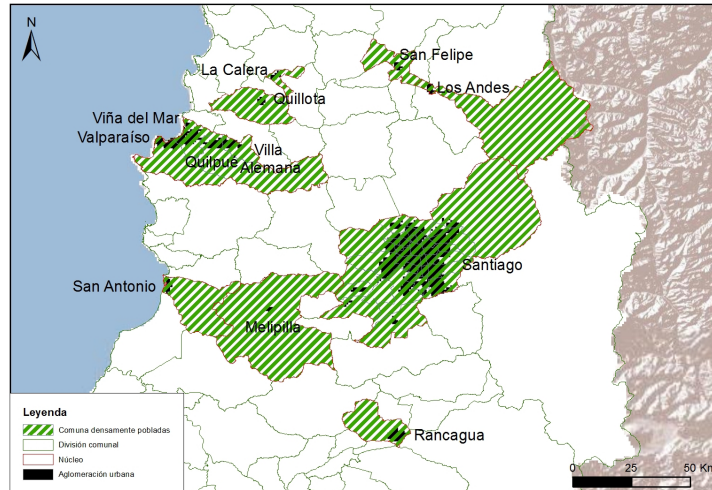 N
San Felipe
La Calera
Los Andes
Quillota
Viña del Mar
Valparaíso
Villa
Quilpué
Alemana
Santiago
San Antonio
Melipilla
Rancagua
Leyenda
Comuna densamente pobladas
División comunal
Núcleo
Aglomeración urbana
0 25 50 Km